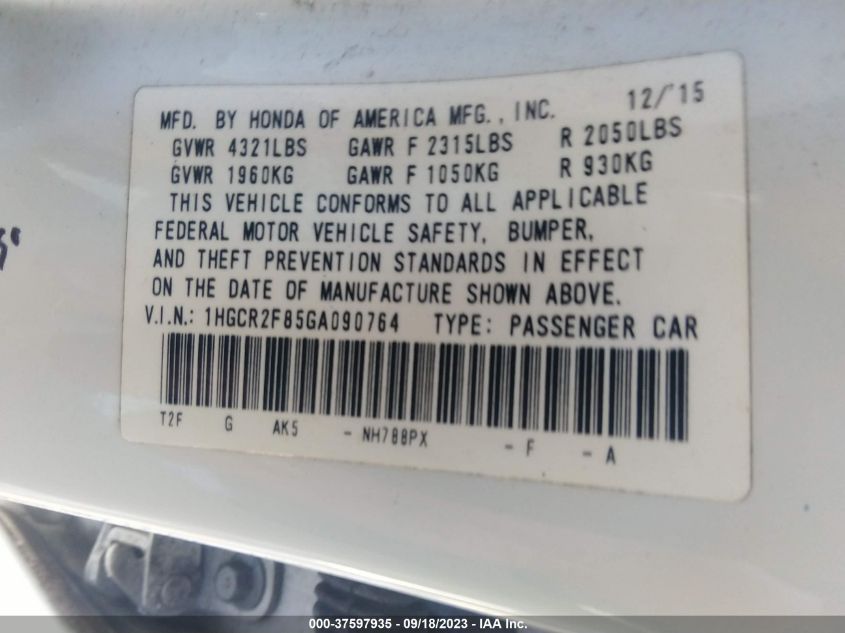 MFD. BY HONDA OF AMERICA MFG., INC. 12/'15
GVWR 4321LBS GAWR F 2315LBS R 2050LBS
GVWR 1960KG GAWR F 1050KG R 930KG
THIS VEHICLE CONFORMS TO ALL APPLICABLE
FEDERAL MOTOR VEHICLE SAFETY, BUMPER,
AND THEFT PREVENTION STANDARDS IN EFFECT
ON THE DATE OF MANUFACTURE SHOWN ABOVE.
V.I.N.: 1HGCR2F85GA090764 TYPE: PASSENGER CAR
T2F G AK5 - NH788PX - F - A
000-37597935 - 09/18/2023 - IAA Inc.